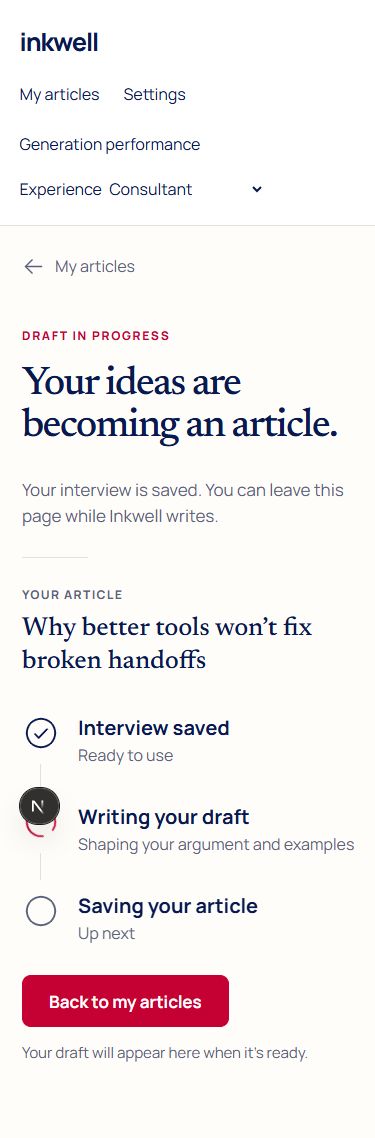 inkwell
My articles Settings
Generation performance
Experience Consultant
My articles
DRAFT IN PROGRESS
Your ideas are
becoming an article.
Your interview is saved. You can leave this
page while Inkwell writes.
YOUR ARTICLE
Why better tools won’t fix
broken handoffs
Interview saved
Ready to use
N
Writing your draft
Shaping your argument and examples
Saving your article
Up next
Back to my articles
Your draft will appear here when it’s ready.